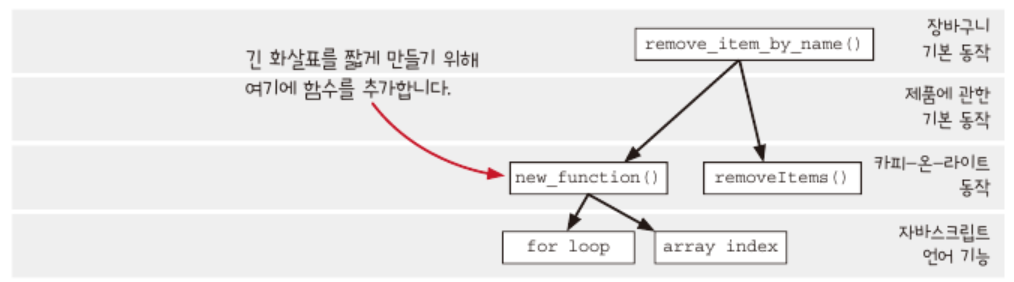 장바구니
기본 동작
remove_item_by_name()
긴 화살표를 짧게 만들기 위해
여기에 함수를 추가합니다.
제품에 관한
기본 동작
카피-온-라이트
동작
new_function()
removeItems()
자바스크립트
언어 기능
for loop
array index